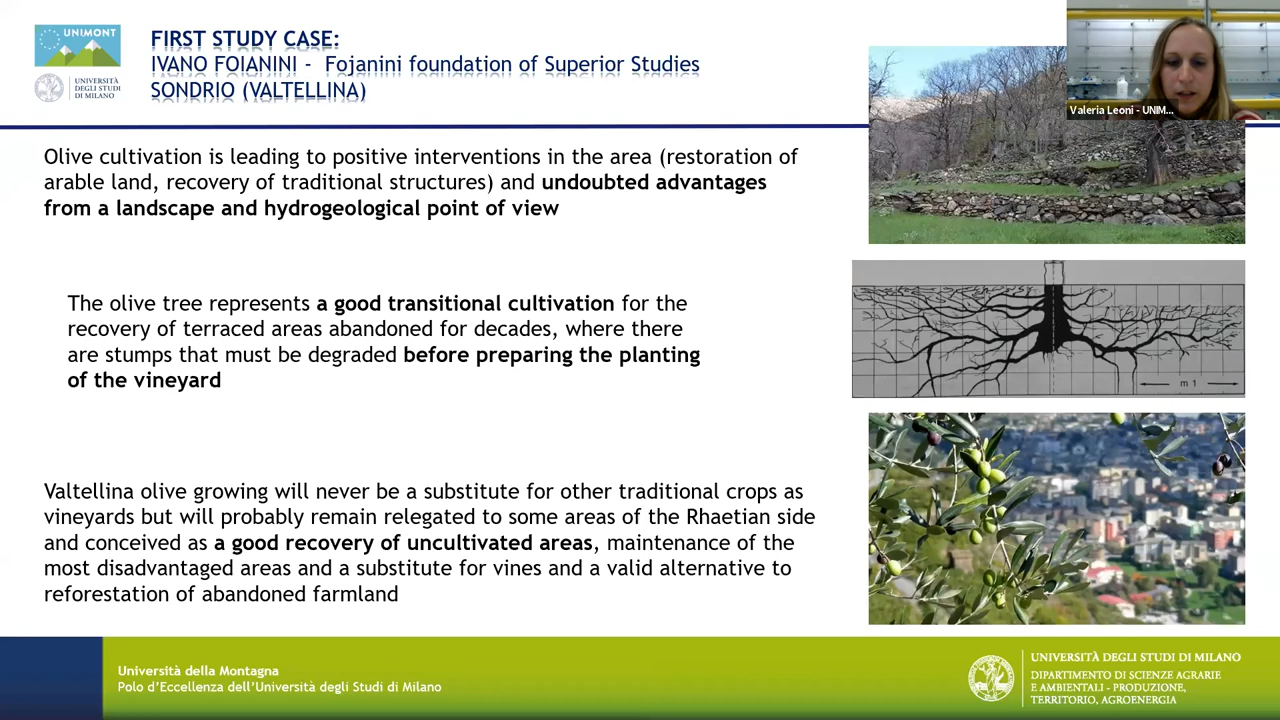 UNIMONT
UNIVERSITÀ
DEGLI STUDI
DI MILANO
FIRST STUDY CASE:
IVANO FOIANINI - Fojanini foundation of Superior Studies
SONDRIO (VALTELLINA)
Valeria Leoni - UNIM...
Olive cultivation is leading to positive interventions in the area (restoration of
arable land, recovery of traditional structures) and undoubted advantages
from a landscape and hydrogeological point of view
The olive tree represents a good transitional cultivation for the
recovery of terraced areas abandoned for decades, where there
are stumps that must be degraded before preparing the planting
of the vineyard
m 1
Valtellina olive growing will never be a substitute for other traditional crops as
vineyards but will probably remain relegated to some areas of the Rhaetian side
and conceived as a good recovery of uncultivated areas, maintenance of the
most disadvantaged areas and a substitute for vines and a valid alternative to
reforestation of abandoned farmland
Università della Montagna
Polo d'Eccellenza dell'Università degli Studi di Milano
UNIVERSITÀ DEGLI STUDI DI MILANO
DIPARTIMENTO DI SCIENZE AGRARIE
E AMBIENTALI - PRODUZIONE,
TERRITORIO, AGROENERGIA